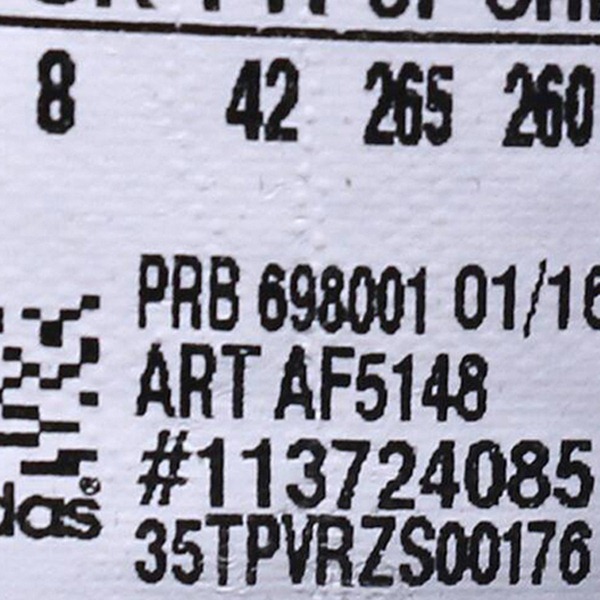 8 42 265 260
PRB 698001 01/16
ART AF5148
#113724085
das®
35TPVRZS00176